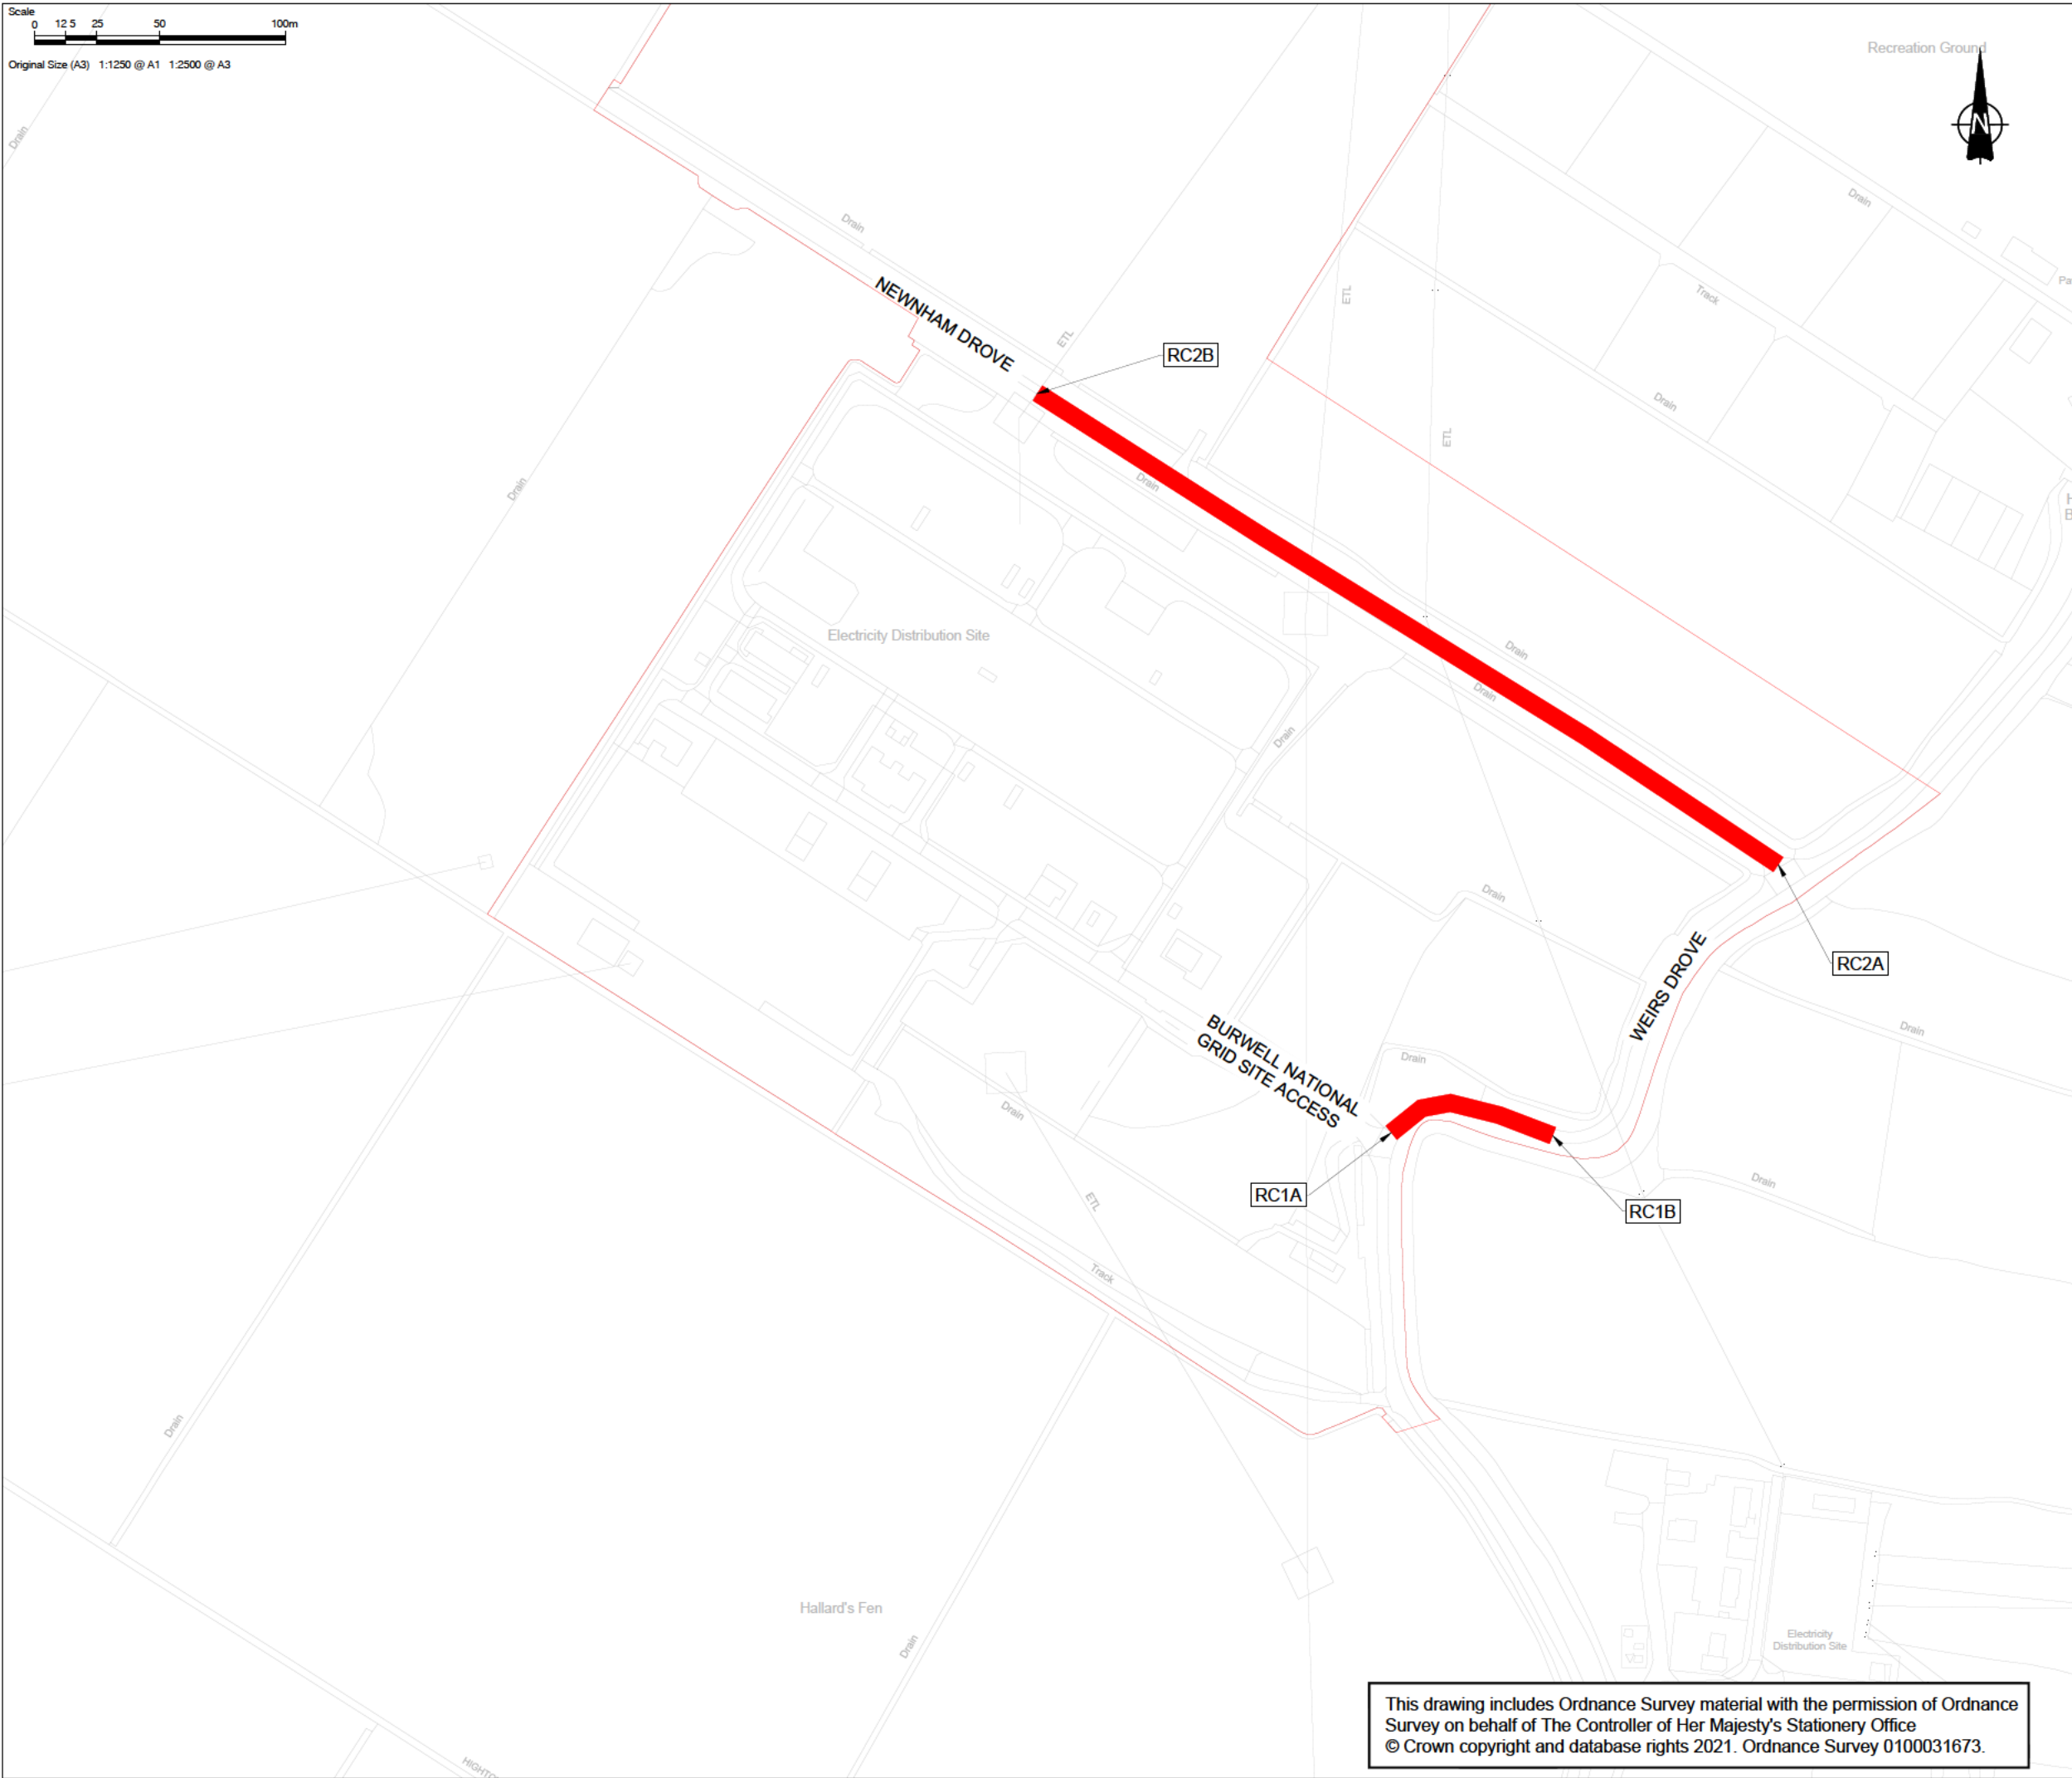 Scale
0 12 5 25 50 100m
Original Size (A3) 1:1250 @ A1 1:2500 @ A3
Recreation Ground
N
Drain
Drain
Drain
Track
NEWNHAM DROVE
ETL
ETL
RC2B
Drain
ETL
Drain
Drain
Electricity Distribution Site
Drain
Drain
Drain
Drain
WEIRS DROVE
RC2A
BURWELL NATIONAL
GRID SITE ACCESS
Drain
Drain
Drain
Drain
RC1A
ETL
RC1B
Track
Drain
Hallard's Fen
Drain
Electricity
Distribution Site
This drawing includes Ordnance Survey material with the permission of Ordnance
Survey on behalf of The Controller of Her Majesty's Stationery Office
© Crown copyright and database rights 2021. Ordnance Survey 0100031673.